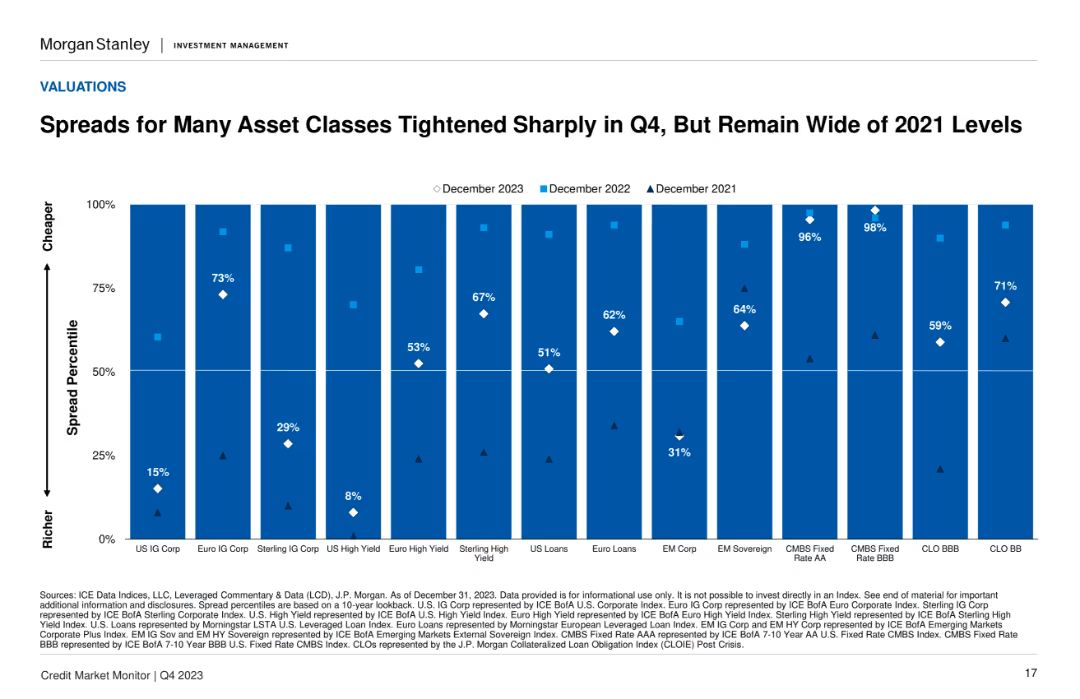 Morgan Stanley | INVESTMENT MANAGEMENT
VALUATIONS
Spreads for Many Asset Classes Tightened Sharply in Q4, But Remain Wide of 2021 Levels
December 2023 December 2022 December 2021
Cheaper
Richer
Spread Percentile
100%
75%
50%
25%
0%
15%
73%
29%
8%
53%
67%
51%
62%
31%
64%
96%
98%
59%
71%
US IG Corp
Euro IG Corp
Sterling IG Corp
US High Yield
Euro High Yield
Sterling High
Yield
US Loans
Euro Loans
EM Corp
EM Sovereign
CMBS Fixed
Rate AA
CMBS Fixed
Rate BBB
CLO BBB
CLO BB
Sources: ICE Data Indices, LLC, Leveraged Commentary & Data (LCD), J.P. Morgan. As of December 31, 2023. Data provided is for informational use only. It is not possible to invest directly in an Index. See end of material for important
additional information and disclosures. Spread percentiles are based on a 10-year lookback. U.S. IG Corp represented by ICE BofA U.S. Corporate Index. Euro IG Corp represented by ICE BofA Euro Corporate Index. Sterling IG Corp
represented by ICE BofA Sterling Corporate Index. U.S. High Yield represented by ICE BofA U.S. High Yield Index. Euro High Yield represented by ICE BofA Euro High Yield Index. Sterling High Yield represented by ICE BofA Sterling High
Yield Index. U.S. Loans represented by Morningstar LSTA U.S. Leveraged Loan Index. Euro Loans represented by Morningstar European Leveraged Loan Index. EM IG Corp and EM HY Corp represented by ICE BofA Emerging Markets
Corporate Plus Index. EM IG Sov and EM HY Sovereign represented by ICE BofA Emerging Markets External Sovereign Index. CMBS Fixed Rate AAA represented by ICE BofA 7-10 Year AA U.S. Fixed Rate CMBS Index. CMBS Fixed Rate
BBB represented by ICE BofA 7-10 Year BBB U.S. Fixed Rate CMBS Index. CLOs represented by the J.P. Morgan Collateralized Loan Obligation Index (CLOIE) Post Crisis.
Credit Market Monitor | Q4 2023
17